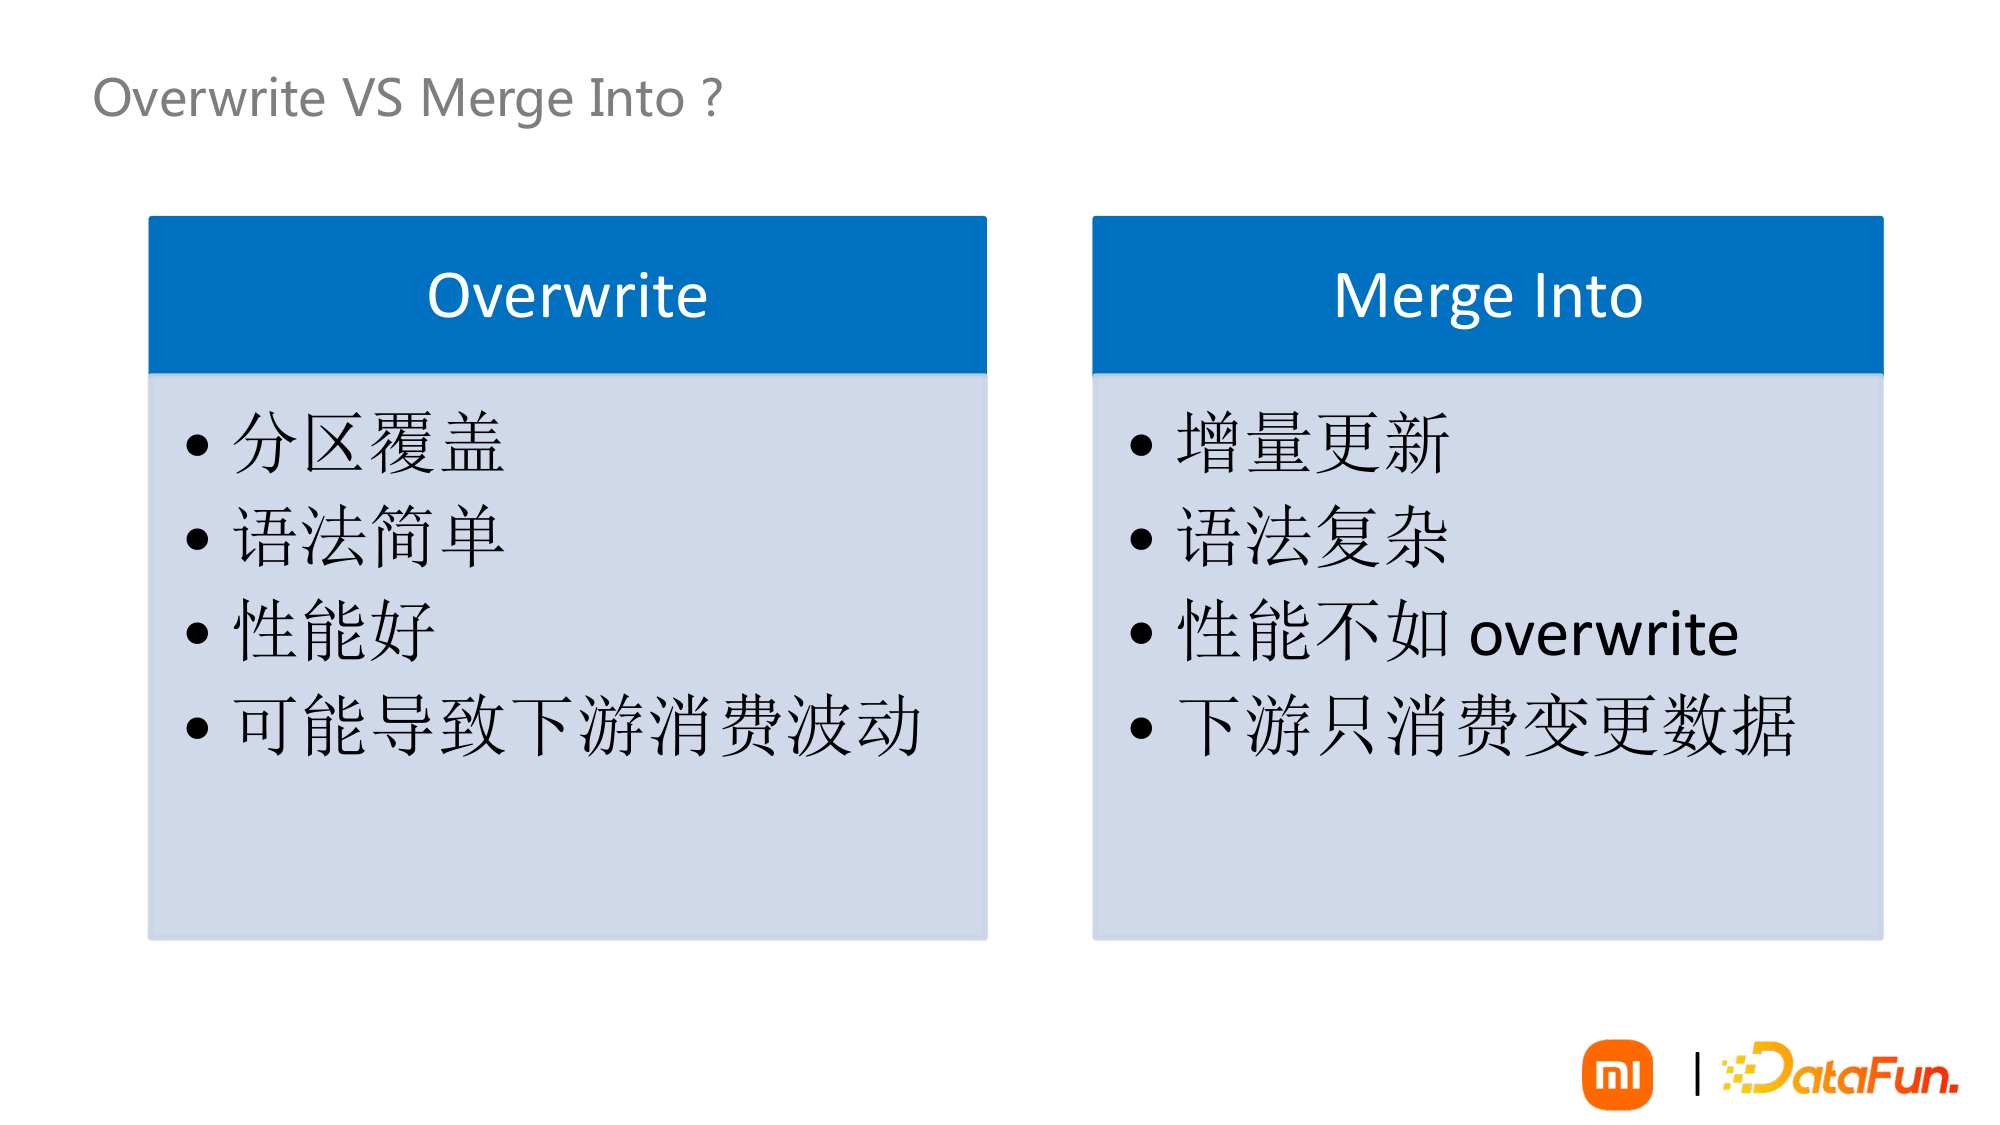 Overwrite VS Merge Into ?
Overwrite
• 分区覆盖
• 语法简单
• 性能好
• 可能导致下游消费波动
Merge Into
• 增量更新
• 语法复杂
• 性能不如 overwrite
• 下游只消费变更数据
mi | DataFun.